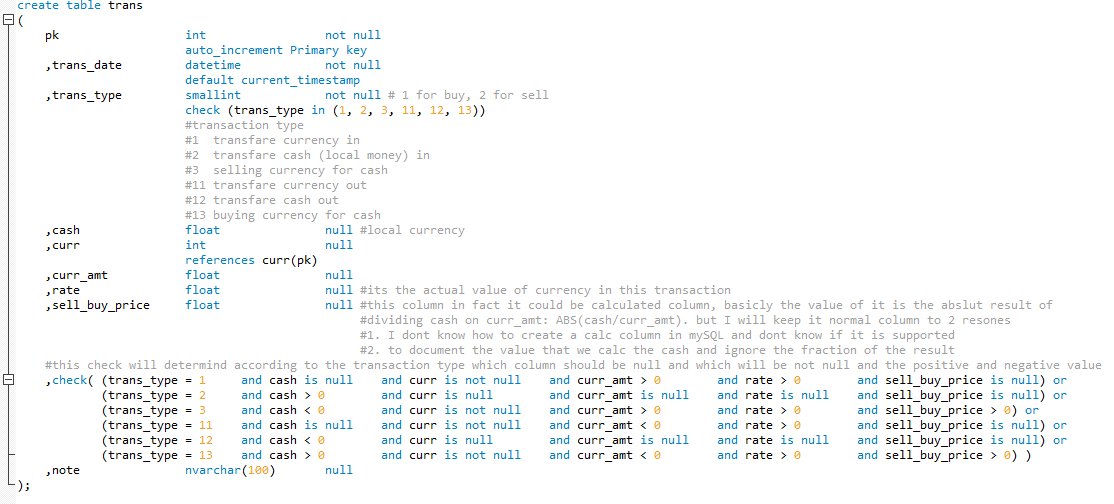 create table trans
(
pk int not null
auto_increment Primary key
,trans_date datetime not null
default current_timestamp
,trans_type smallint not null # 1 for buy, 2 for sell
check (trans_type in (1, 2, 3, 11, 12, 13))
#transaction type
#1 transfare currency in
#2 transfare cash (local money) in
#3 selling currency for cash
#11 transfare currency out
#12 transfare cash out
#13 buying currency for cash
,cash float null #local currency
,curr int null
references curr(pk)
,curr_amt float null
,rate float null #its the actual value of currency in this transaction
,sell_buy_price float null #this column in fact it could be calculated column, basicly the value of it is the abslut result of
#dividing cash on curr_amt: ABS(cash/curr_amt). but I will keep it normal column to 2 resones
#1. I dont know how to create a calc column in mySQL and dont know if it is supported
#2. to document the value that we calc the cash and ignore the fraction of the result
#this check will determind according to the transaction type which column should be null and which will be not null and the positive and negative value
,check( (trans_type = 1 and cash is null and curr is not null and curr_amt > 0 and rate > 0 and sell_buy_price is null) or
(trans_type = 2 and cash > 0 and curr is null and curr_amt is null and rate is null and sell_buy_price is null) or
(trans_type = 3 and cash < 0 and curr is not null and curr_amt > 0 and rate > 0 and sell_buy_price > 0) or
(trans_type = 11 and cash is null and curr is not null and curr_amt < 0 and rate > 0 and sell_buy_price is null) or
(trans_type = 12 and cash < 0 and curr is null and curr_amt is null and rate is null and sell_buy_price is null) or
(trans_type = 13 and cash > 0 and curr is not null and curr_amt < 0 and rate > 0 and sell_buy_price > 0) )
,note nvarchar(100) null
);